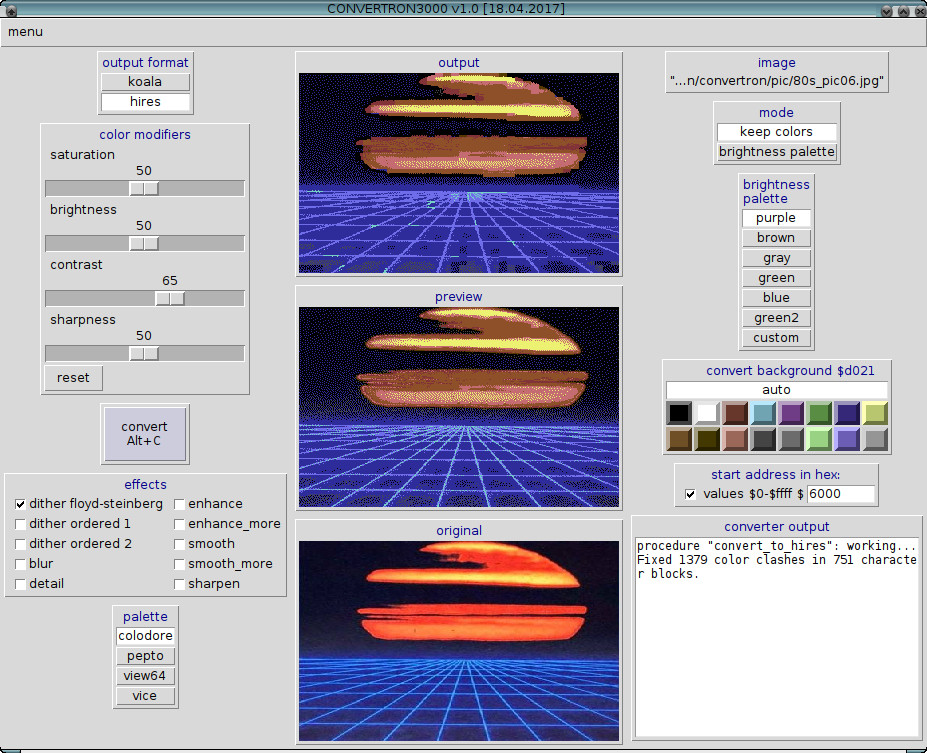 CONVERTRON3000 v1.0 [18.04.2017]
menu
output format
koala
hires
color modifiers
saturation
50
brightness
50
contrast
65
sharpness
50
reset
convert
Alt+C
effects
dither floyd-steinberg
enhance
dither ordered 1
enhance_more
dither ordered 2
smooth
blur
smooth_more
detail
sharpen
palette
colodore
pepto
view64
vice
output
preview
original
image
"...n/convertron/pic/80s_pic06.jpg"
mode
keep colors
brightness palette
brightness
palette
purple
brown
gray
green
blue
green2
custom
convert background $d021
auto
start address in hex:
values $0-$ffff $ 6000
converter output
procedure "convert_to_hires": working...
Fixed 1379 color clashes in 751 characte
r blocks.